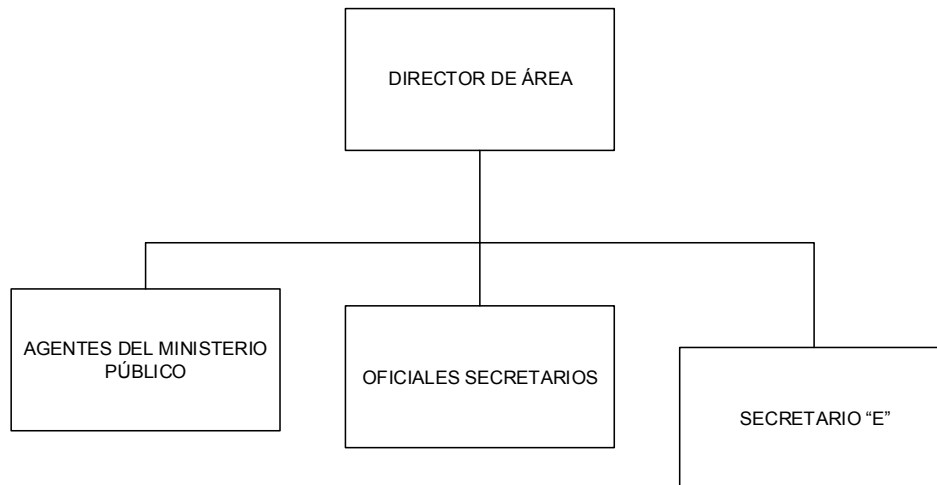 DIRECTOR DE ÁREA
AGENTES DEL MINISTERIO
PÚBLICO
OFICIALES SECRETARIOS
SECRETARIO “E”